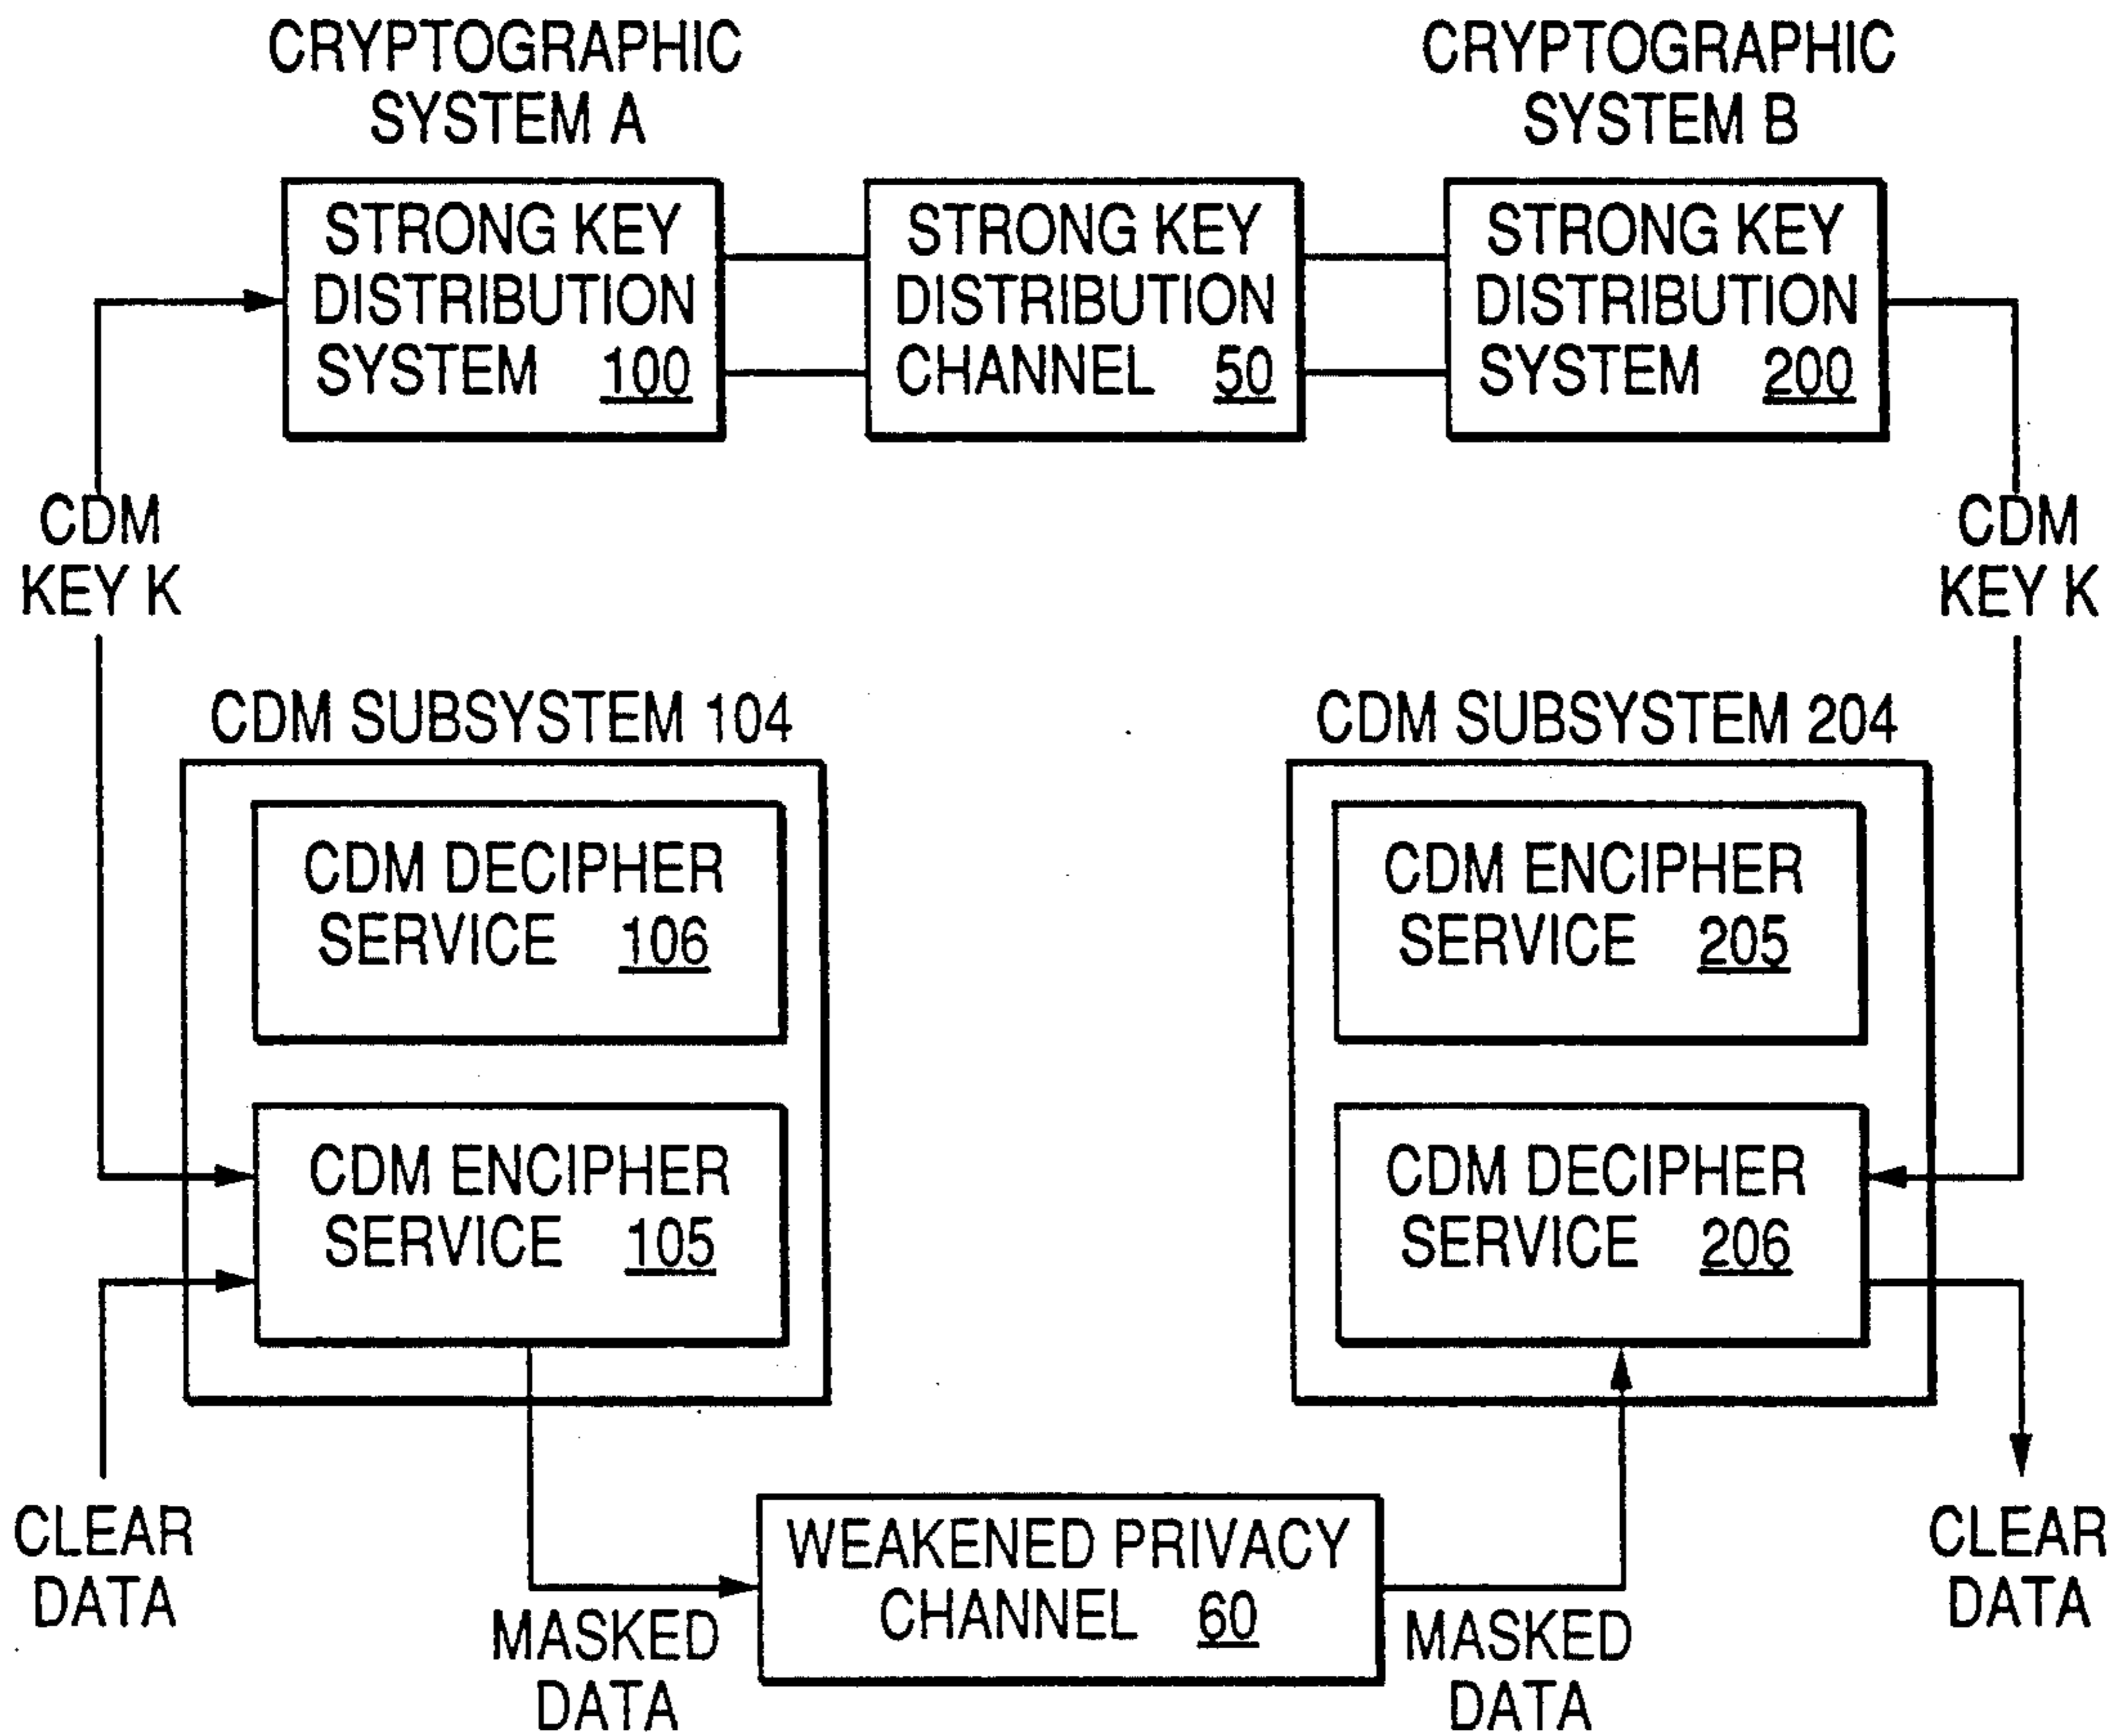 CRYPTOGRAPHIC
SYSTEM A
CRYPTOGRAPHIC
SYSTEM B
STRONG KEY
DISTRIBUTION
SYSTEM 100
STRONG KEY
DISTRIBUTION
CHANNEL 50
STRONG KEY
DISTRIBUTION
SYSTEM 200
CDM
KEY K
CDM
KEY K
CDM SUBSYSTEM 104
CDM DECIPHER
SERVICE 106
CDM ENCIPHER
SERVICE 105
CDM SUBSYSTEM 204
CDM ENCIPHER
SERVICE 205
CDM DECIPHER
SERVICE 206
CLEAR
DATA
MASKED
DATA
WEAKENED PRIVACY
CHANNEL 60
MASKED
DATA
CLEAR
DATA